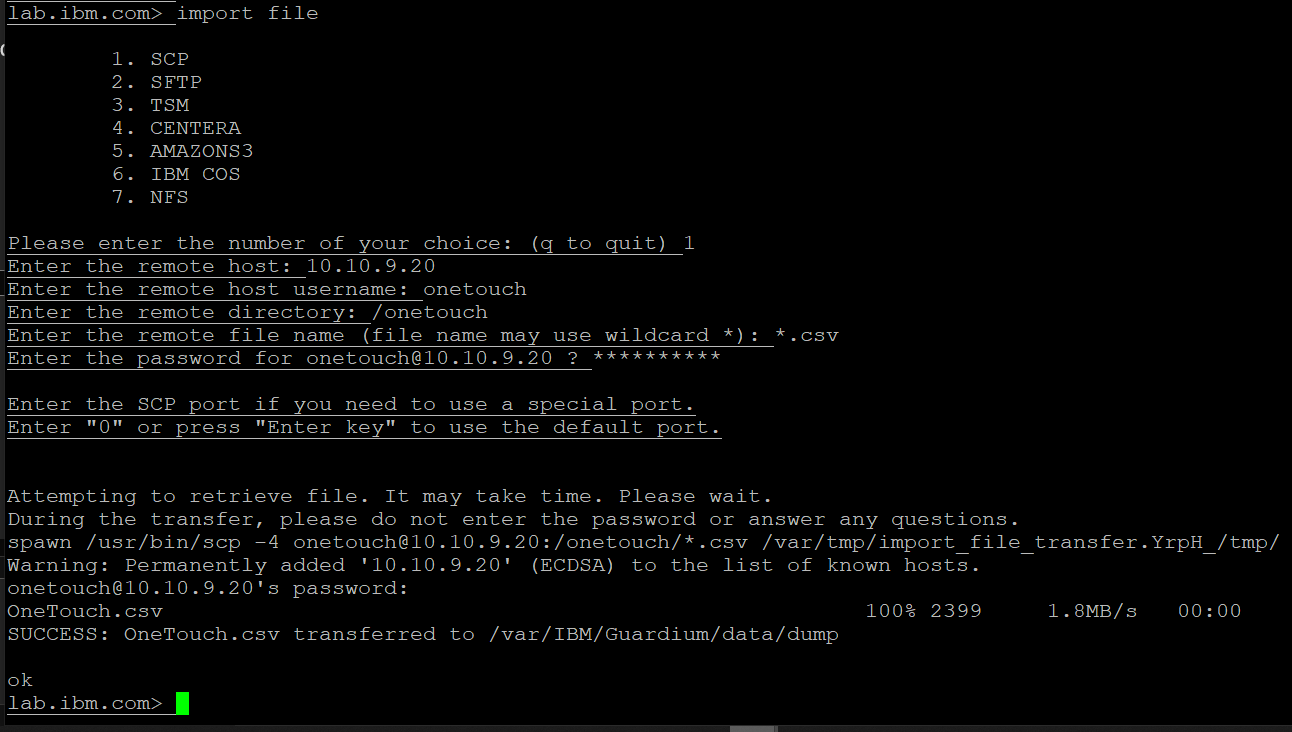 lab.ibm.com> import file
1. SCP
2. SFTP
3. TSM
4. CENTERA
5. AMAZONS3
6. IBM COS
7. NFS
Please enter the number of your choice: (q to quit) 1
Enter the remote host: 10.10.9.20
Enter the remote host username: onetouch
Enter the remote directory: /onetouch
Enter the remote file name (file name may use wildcard *): *.csv
Enter the password for onetouch@10.10.9.20 ? **********
Enter the SCP port if you need to use a special port.
Enter "0" or press "Enter key" to use the default port.
Attempting to retrieve file. It may take time. Please wait.
During the transfer, please do not enter the password or answer any questions.
spawn /usr/bin/scp -4 onetouch@10.10.9.20:/onetouch/*.csv /var/tmp/import_file_transfer.YrpH_/tmp/
Warning: Permanently added '10.10.9.20' (ECDSA) to the list of known hosts.
onetouch@10.10.9.20's password:
OneTouch.csv 100% 2399 1.8MB/s 00:00
SUCCESS: OneTouch.csv transferred to /var/IBM/Guardium/data/dump
ok
lab.ibm.com>